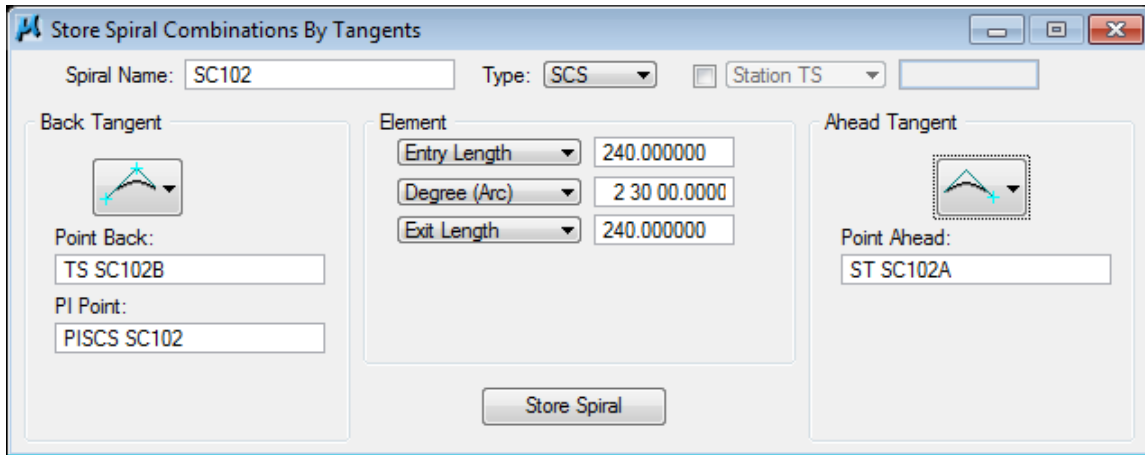 Store Spiral Combinations By Tangents
Spiral Name: SC102 Type: SCS Station TS
Back Tangent
Point Back:
TS SC102B
PI Point:
PISCS SC102
Element
Entry Length 240.000000
Degree (Arc) 2 30 00.0000
Exit Length 240.000000
Store Spiral
Ahead Tangent
Point Ahead:
ST SC102A